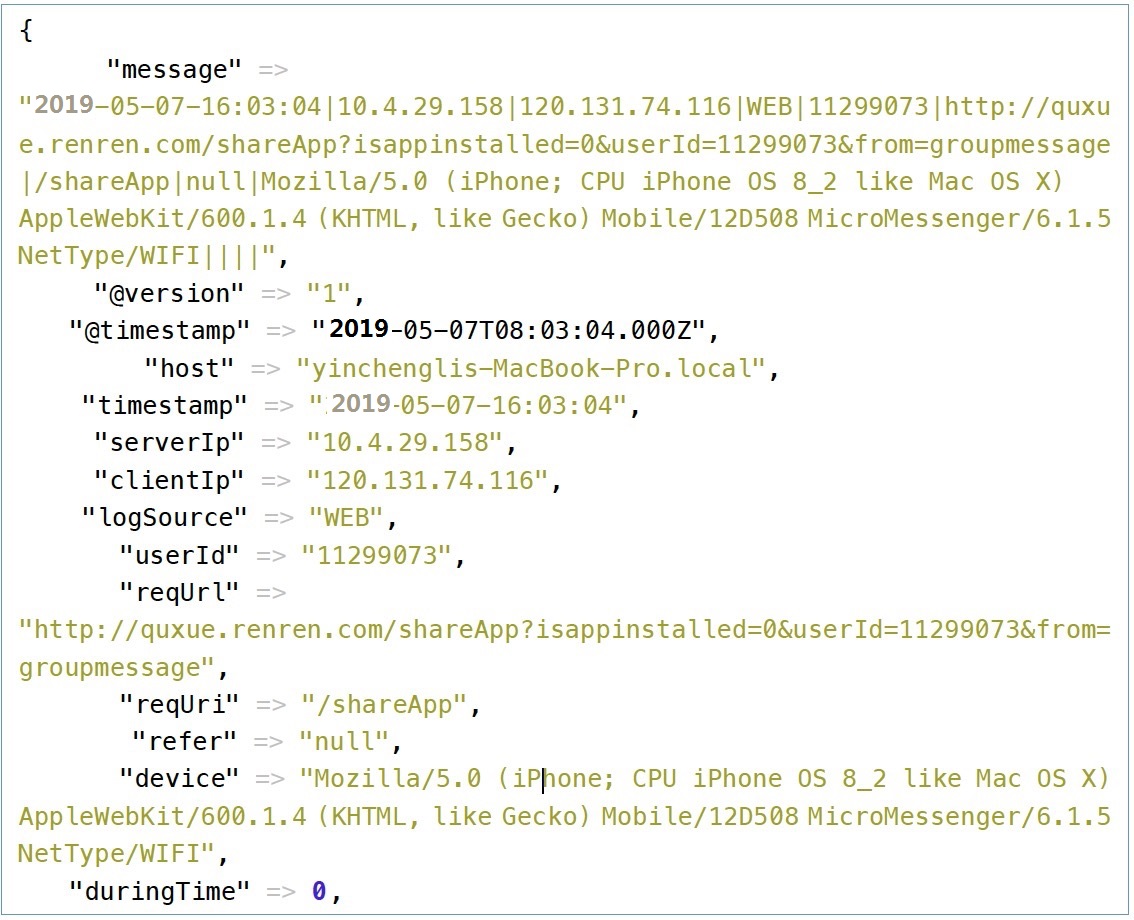 {
"message" =>
"2019-05-07-16:03:04|10.4.29.158|120.131.74.116|WEB|11299073|http://quxu
e.renren.com/shareApp?isappinstalled=0&userId=11299073&from=groupmessage
|/shareApp|null|Mozilla/5.0 (iPhone; CPU iPhone OS 8_2 like Mac OS X)
AppleWebKit/600.1.4 (KHTML, like Gecko) Mobile/12D508 MicroMessenger/6.1.5
NetType/WIFI||||",
"@version" => "1",
"@timestamp" => "2019-05-07T08:03:04.000Z",
"host" => "yinchenglis-MacBook-Pro.local",
"timestamp" => "2019-05-07-16:03:04",
"serverIp" => "10.4.29.158",
"clientIp" => "120.131.74.116",
"logSource" => "WEB",
"userId" => "11299073",
"reqUrl" =>
"http://quxue.renren.com/shareApp?isappinstalled=0&userId=11299073&from=
groupmessage",
"reqUri" => "/shareApp",
"refer" => "null",
"device" => "Mozilla/5.0 (iPhone; CPU iPhone OS 8_2 like Mac OS X)
AppleWebKit/600.1.4 (KHTML, like Gecko) Mobile/12D508 MicroMessenger/6.1.5
NetType/WIFI",
"duringTime" => 0,